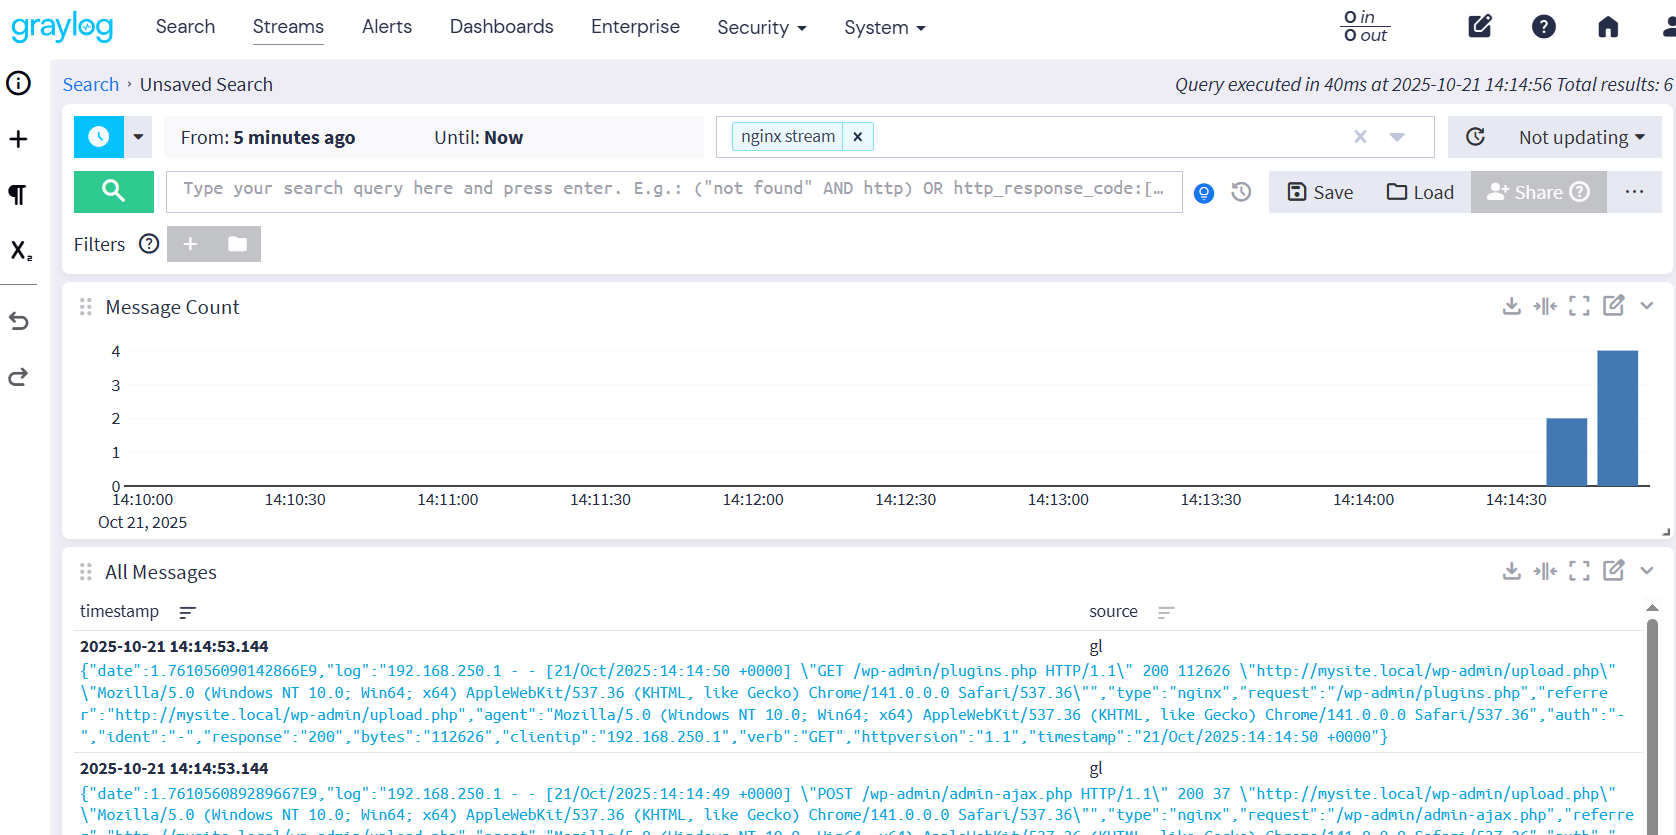 graylog Search Streams Alerts Dashboards Enterprise Security System 0 in
0 out
Search › Unsaved Search Query executed in 40ms at 2025-10-21 14:14:56 Total results: 6
From: 5 minutes ago Until: Now nginx stream × Not updating
Type your search query here and press enter. E.g.: ("not found" AND http) OR http_response_code:[… Save Load Share
Filters
Message Count
4
3
2
1
0
14:10:00 14:10:30 14:11:00 14:11:30 14:12:00 14:12:30 14:13:00 14:13:30 14:14:00 14:14:30
Oct 21, 2025
All Messages
timestamp source
2025-10-21 14:14:53.144 gl
{"date":1.761056090142866E9,"log":"192.168.250.1 - - [21/Oct/2025:14:14:50 +0000] \"GET /wp-admin/plugins.php HTTP/1.1\" 200 112626 \"http://mysite.local/wp-admin/upload.php\"
\"Mozilla/5.0 (Windows NT 10.0; Win64; x64) AppleWebKit/537.36 (KHTML, like Gecko) Chrome/141.0.0.0 Safari/537.36\"","type":"nginx","request":"/wp-admin/plugins.php","referre
r":"http://mysite.local/wp-admin/upload.php","agent":"Mozilla/5.0 (Windows NT 10.0; Win64; x64) AppleWebKit/537.36 (KHTML, like Gecko) Chrome/141.0.0.0 Safari/537.36","auth":"-
","ident":"-","response":"200","bytes":"112626","clientip":"192.168.250.1","verb":"GET","httpversion":"1.1","timestamp":"21/Oct/2025:14:14:50 +0000"}
2025-10-21 14:14:53.144 gl
{"date":1.761056089289667E9,"log":"192.168.250.1 - - [21/Oct/2025:14:14:49 +0000] \"POST /wp-admin/admin-ajax.php HTTP/1.1\" 200 37 \"http://mysite.local/wp-admin/upload.php\"
\"Mozilla/5.0 (Windows NT 10.0; Win64; x64) AppleWebKit/537.36 (KHTML, like Gecko) Chrome/141.0.0.0 Safari/537.36\"","type":"nginx","request":"/wp-admin/admin-ajax.php","referre